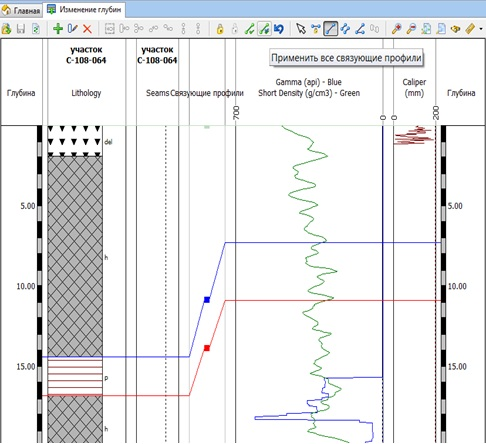 Главная
Изменение глубин
Применить все связующие профили
участок
С-108-064
участок
С-108-064
Глубина
Lithology
Seams
Связующие профили
Gamma (api) - Blue
Short Density (g/cm3) - Green
Caliper
(mm)
Глубина
700
0
0
200
del
5.00
5.00
h
10.00
10.00
15.00
15.00
p
h